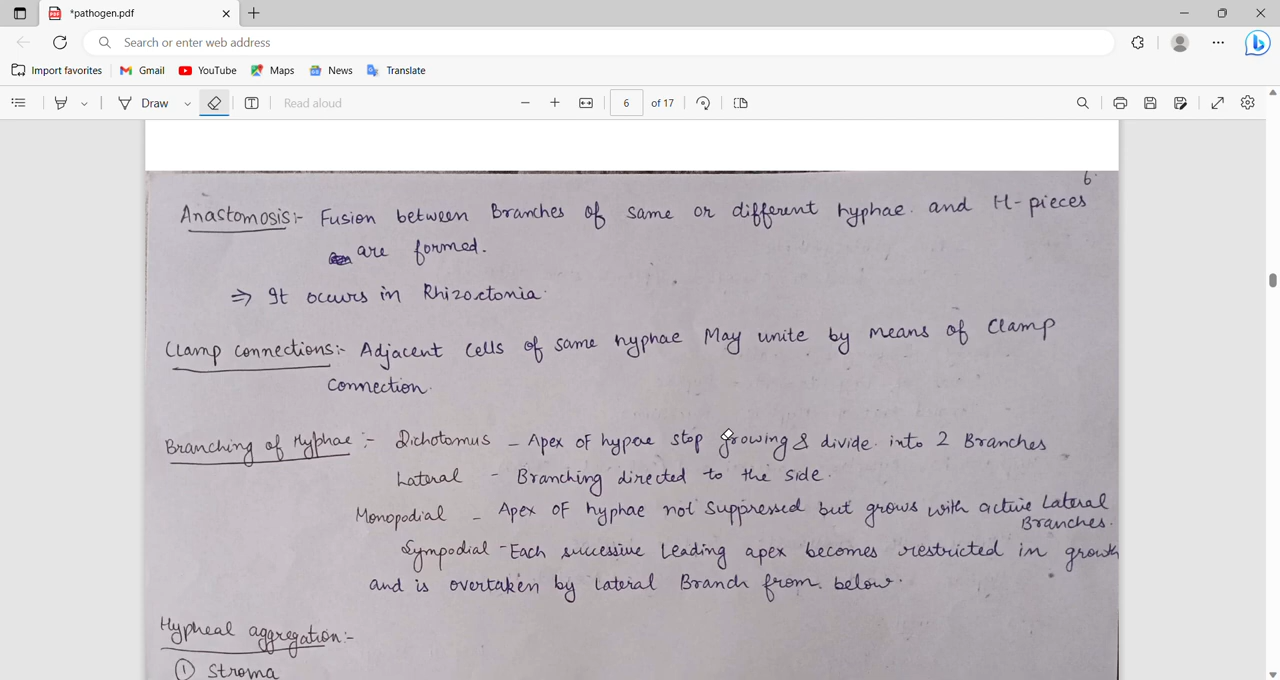 *pathogen.pdf
Search or enter web address
Import favorites Gmail YouTube Maps News Translate
Draw Read aloud 6 of 17
6.
Anastomosis:- Fusion between Branches of same or different hyphae. and H-pieces
are formed.
⇒ It occurs in Rhizoctonia.
Clamp connections:- Adjacent Cells of same hyphae May unite by means of Clamp
Connection.
Branching of Hyphae :- Dichotomus - Apex of hypae stop growing & divide. into 2 Branches
Lateral - Branching directed to the side.
Monopodial - Apex of hyphae not Suppressed but grows with active Lateral
Branches.
Sympodial - Each successive Leading apex becomes restricted in growth
and is overtaken by Lateral Branch from. below.
Hypheal aggregation:-
① Stroma